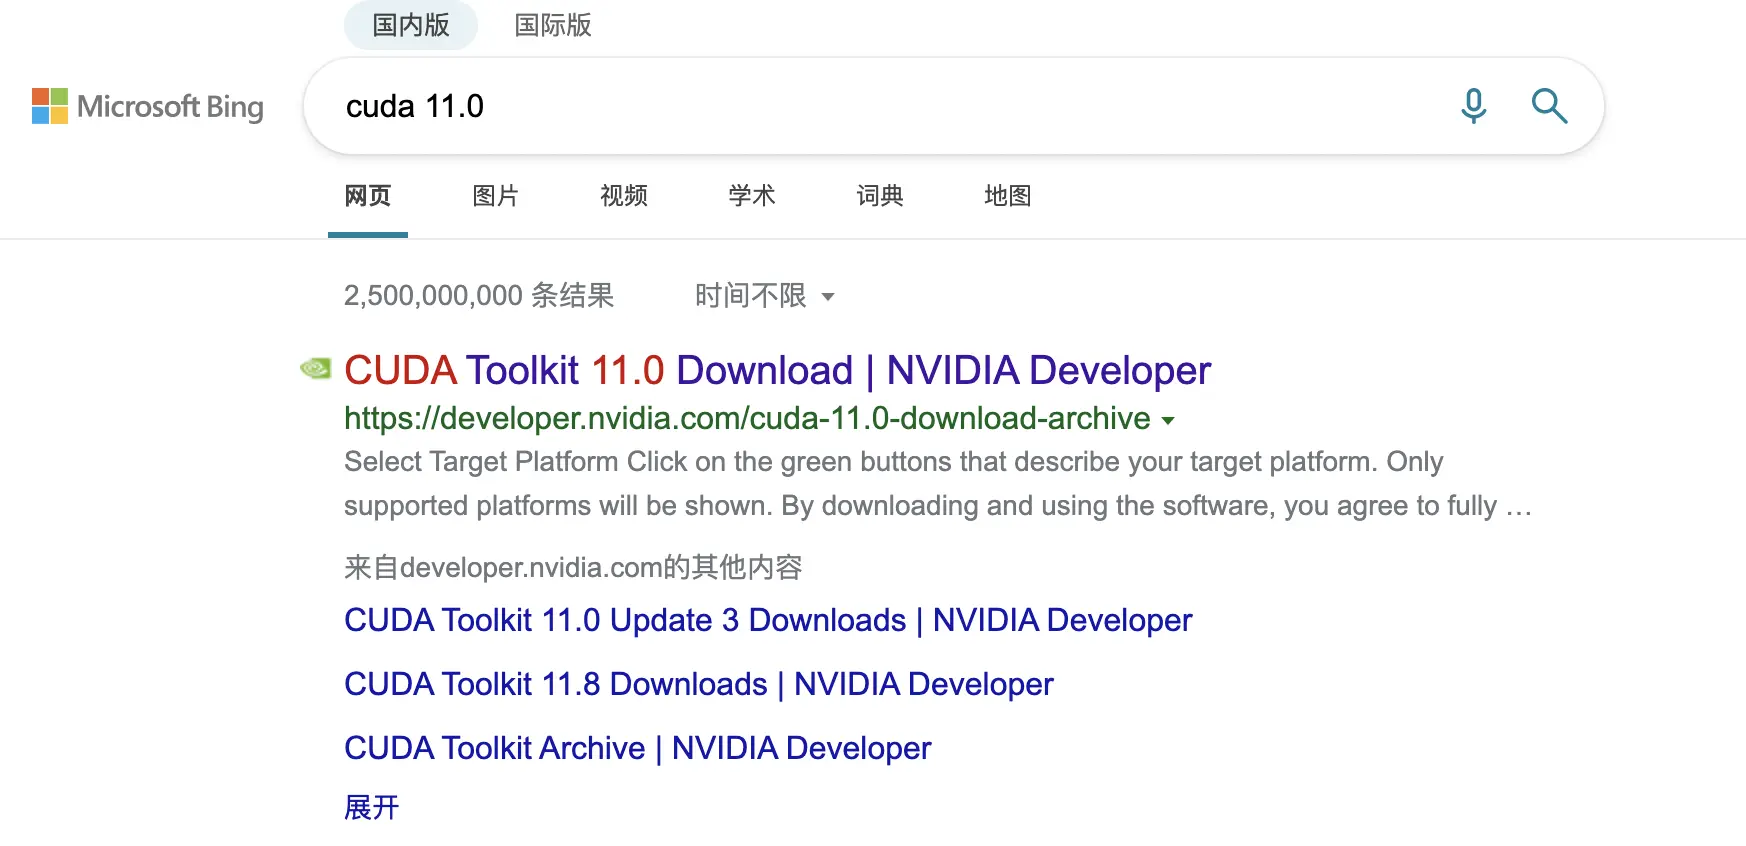 国内版 国际版
Microsoft Bing
cuda 11.0
网页 图片 视频 学术 词典 地图
2,500,000,000 条结果 时间不限
CUDA Toolkit 11.0 Download | NVIDIA Developer
https://developer.nvidia.com/cuda-11.0-download-archive
Select Target Platform Click on the green buttons that describe your target platform. Only
supported platforms will be shown. By downloading and using the software, you agree to fully …
来自developer.nvidia.com的其他内容
CUDA Toolkit 11.0 Update 3 Downloads | NVIDIA Developer
CUDA Toolkit 11.8 Downloads | NVIDIA Developer
CUDA Toolkit Archive | NVIDIA Developer
展开